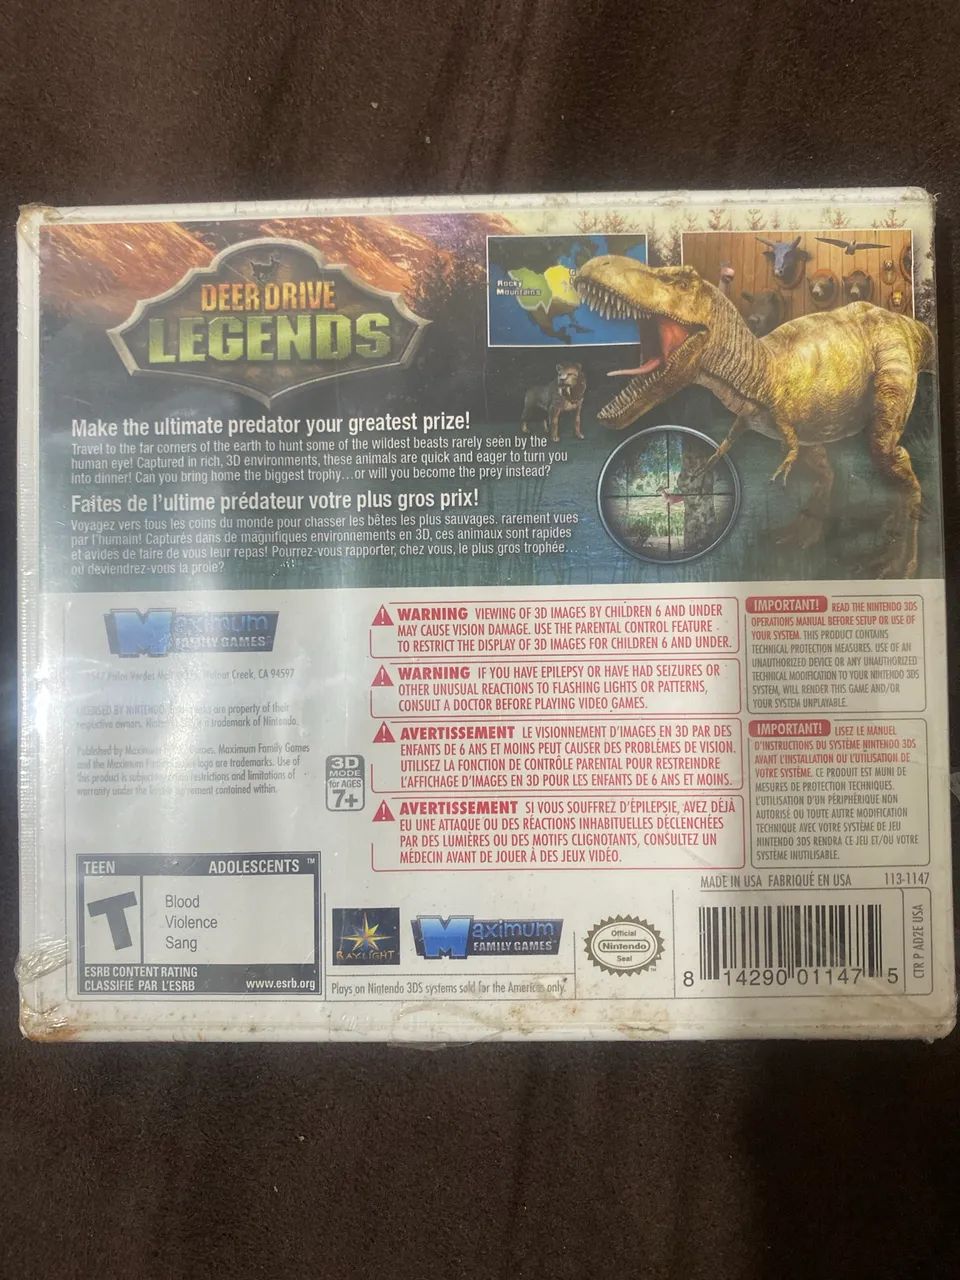 DEER DRIVE
LEGENDS
Rocky
Mountains
Make the ultimate predator your greatest prize!
Travel to the far corners of the earth to hunt some of the wildest beasts rarely seen by the
human eye! Captured in rich, 3D environments, these animals are quick and eager to turn you
into dinner! Can you bring home the biggest trophy...or will you become the prey instead?
Faites de l'ultime prédateur votre plus gros prix!
Voyagez vers tous les coins du monde pour chasser les bêtes les plus sauvages. rarement vues
par l'humain! Capturés dans de magnifiques environnements en 3D, ces animaux sont rapides
et avides de faire de vous leur repas! Pourrez-vous rapporter, chez vous, le plus gros trophée...
ou deviendrez-vous la proie?
Maximum
FAMILY GAMES
Palos Verdes Walnut Creek, CA 94597
LICENSED BY NINTENDO. are property of their
respective owners. a trademark of Nintendo.
Published by Maximum Games. Maximum Family Games
and the Maximum logo are trademarks. Use of
this product is subject restrictions and limitations of
warranty under the agreement contained within.
3D
MODE
for AGES
7+
WARNING VIEWING OF 3D IMAGES BY CHILDREN 6 AND UNDER
MAY CAUSE VISION DAMAGE. USE THE PARENTAL CONTROL FEATURE
TO RESTRICT THE DISPLAY OF 3D IMAGES FOR CHILDREN 6 AND UNDER.
WARNING IF YOU HAVE EPILEPSY OR HAVE HAD SEIZURES OR
OTHER UNUSUAL REACTIONS TO FLASHING LIGHTS OR PATTERNS,
CONSULT A DOCTOR BEFORE PLAYING VIDEO GAMES.
AVERTISSEMENT LE VISIONNEMENT D'IMAGES EN 3D PAR DES
ENFANTS DE 6 ANS ET MOINS PEUT CAUSER DES PROBLÈMES DE VISION.
UTILISEZ LA FONCTION DE CONTRÔLE PARENTAL POUR RESTREINDRE
L'AFFICHAGE D'IMAGES EN 3D POUR LES ENFANTS DE 6 ANS ET MOINS.
AVERTISSEMENT SI VOUS SOUFFREZ D'ÉPILEPSIE, AVEZ DÉJÀ
EU UNE ATTAQUE OU DES RÉACTIONS INHABITUELLES DÉCLENCHÉES
PAR DES LUMIÈRES OU DES MOTIFS CLIGNOTANTS, CONSULTEZ UN
MÉDECIN AVANT DE JOUER À DES JEUX VIDÉO.
IMPORTANT! READ THE NINTENDO 3DS
OPERATIONS MANUAL BEFORE SETUP OR USE OF
YOUR SYSTEM. THIS PRODUCT CONTAINS
TECHNICAL PROTECTION MEASURES. USE OF AN
UNAUTHORIZED DEVICE OR ANY UNAUTHORIZED
TECHNICAL MODIFICATION TO YOUR NINTENDO 3DS
SYSTEM, WILL RENDER THIS GAME AND/OR
YOUR SYSTEM UNPLAYABLE.
IMPORTANT! LISEZ LE MANUEL
D'INSTRUCTIONS DU SYSTÈME NINTENDO 3DS
AVANT L'INSTALLATION OU L'UTILISATION DE
VOTRE SYSTÈME. CE PRODUIT EST MUNI DE
MESURES DE PROTECTION TECHNIQUES.
L'UTILISATION D'UN PÉRIPHÉRIQUE NON
AUTORISÉ OU TOUTE AUTRE MODIFICATION
TECHNIQUE AVEC VOTRE SYSTÈME DE JEU
NINTENDO 3DS RENDRA CE JEU ET/OU VOTRE
SYSTÈME INUTILISABLE.
MADE IN USA FABRIQUÉ EN USA 113-1147
TEEN ADOLESCENTS ™
T
Blood
Violence
Sang
ESRB CONTENT RATING
CLASSIFIÉ PAR L'ESRB www.esrb.org
RAYLIGHT
Maximum
FAMILY GAMES
Official
Nintendo
Seal
™
Plays on Nintendo 3DS systems sold for the Americas only.
8 14290 01147 5
CTR P AD2E USA